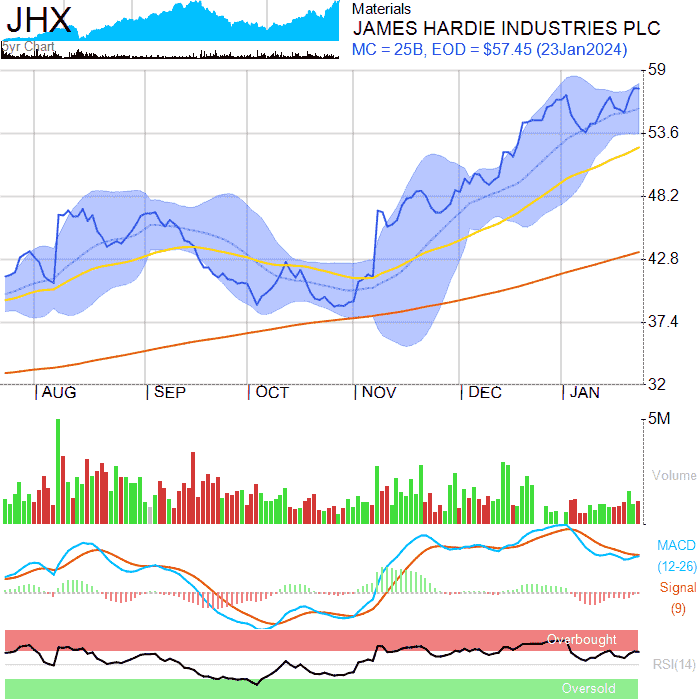 JHX
5yr Chart
Materials
JAMES HARDIE INDUSTRIES PLC
MC = 25B, EOD = $57.45 (23Jan2024)
59
53.6
48.2
42.8
37.4
32
AUG SEP OCT NOV DEC JAN
5M
Volume
MACD
(12-26)
Signal
(9)
Overbought
RSI(14)
Oversold